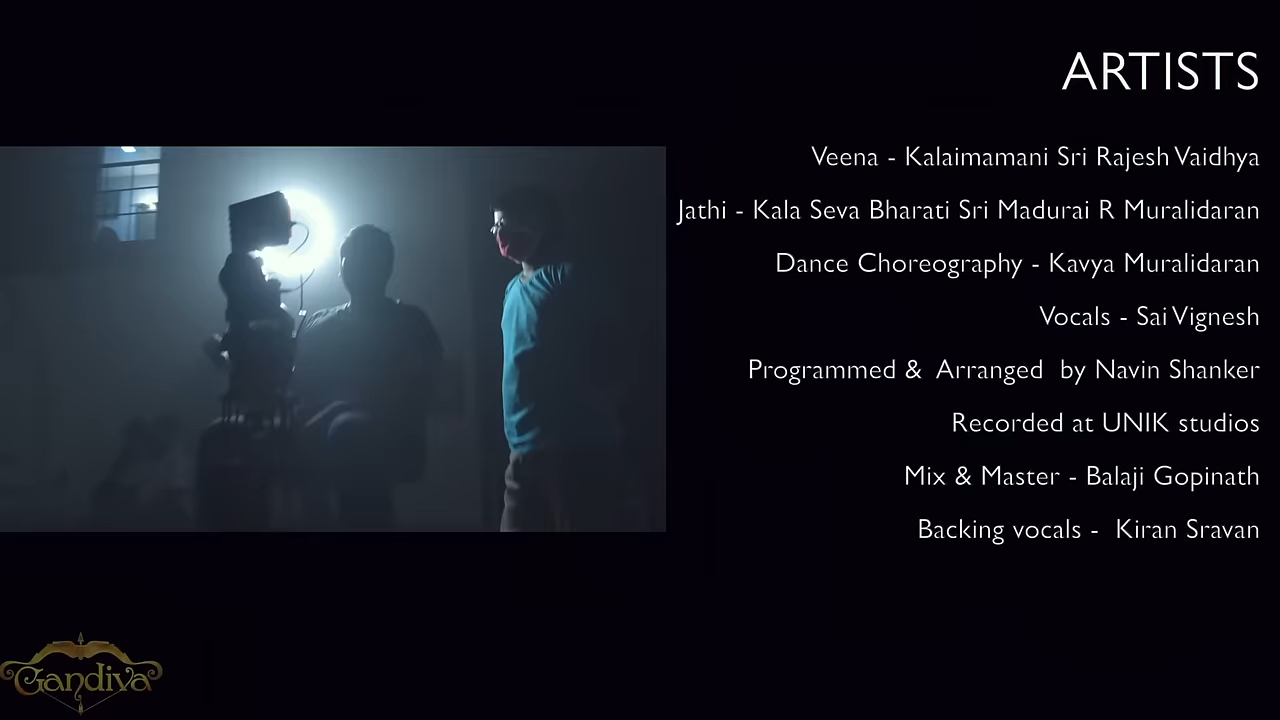 ARTISTS
Veena - Kalaimamani Sri Rajesh Vaidhya
Jathi - Kala Seva Bharati Sri Madurai R Muralidaran
Dance Choreography - Kavya Muralidaran
Vocals - Sai Vignesh
Programmed & Arranged by Navin Shanker
Recorded at UNIK studios
Mix & Master - Balaji Gopinath
Backing vocals - Kiran Sravan
Gandiva